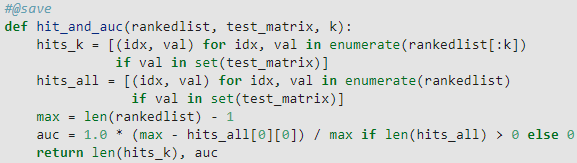 #@save
def hit_and_auc(rankedlist, test_matrix, k):
    hits_k = [(idx, val) for idx, val in enumerate(rankedlist[:k])
              if val in set(test_matrix)]
    hits_all = [(idx, val) for idx, val in enumerate(rankedlist)
                if val in set(test_matrix)]
    max = len(rankedlist) - 1
    auc = 1.0 * (max - hits_all[0][0]) / max if len(hits_all) > 0 else 0
    return len(hits_k), auc